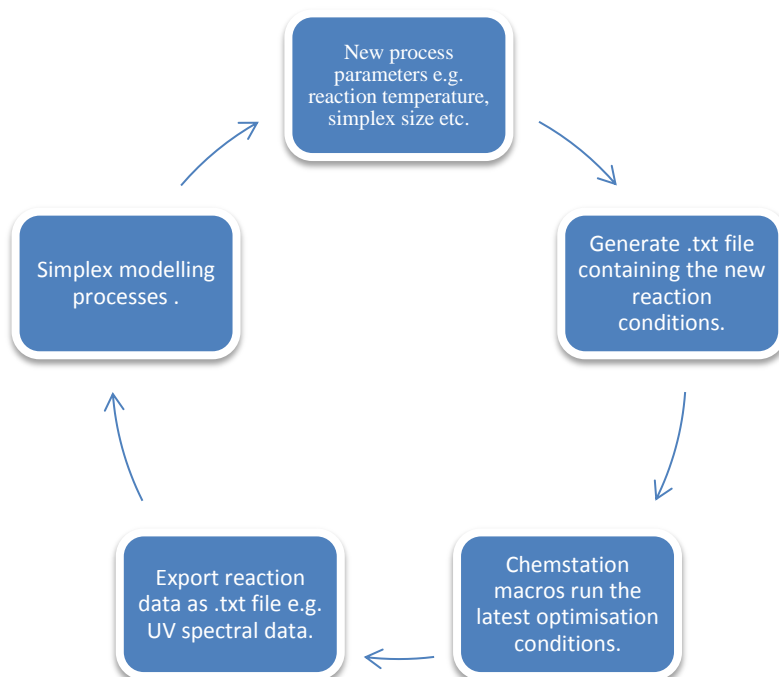 New process
parameters e.g.
reaction temperature,
simplex size etc.
Generate .txt file
containing the new
reaction
conditions.
Chemstation
macros run the
latest optimisation
conditions.
Export reaction
data as .txt file e.g.
UV spectral data.
Simplex modelling
processes .